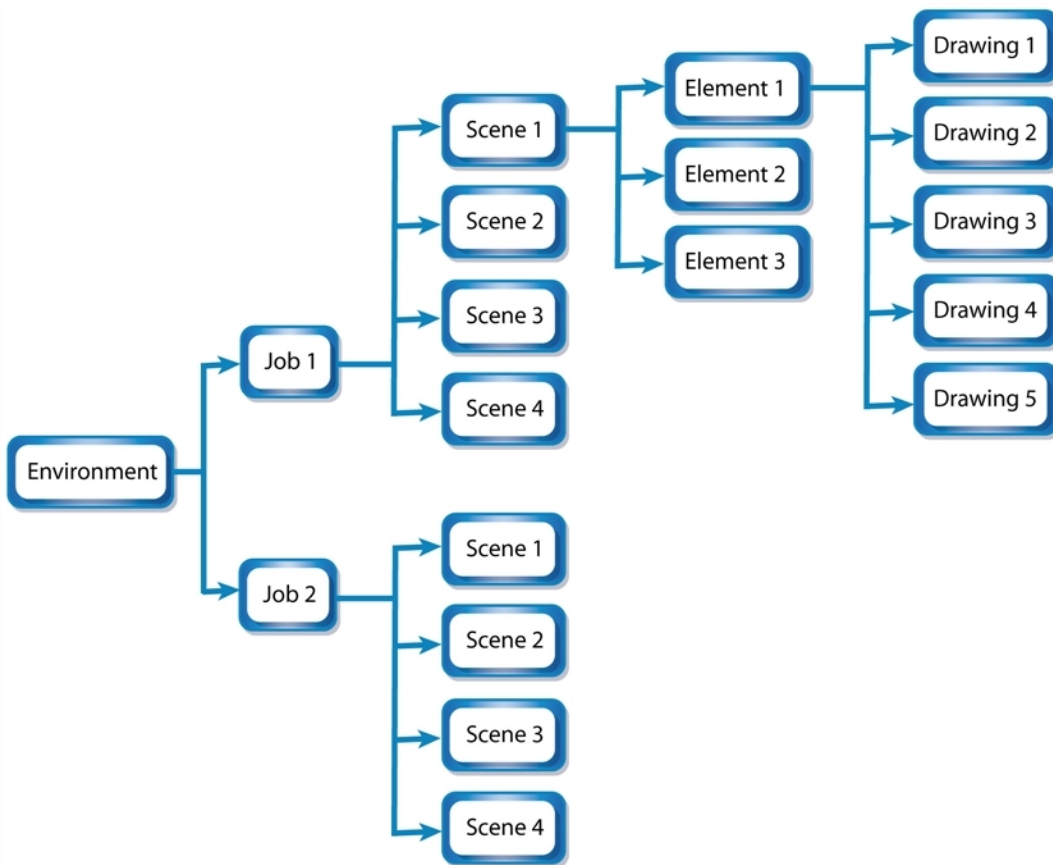 Environment
Job 1
Scene 1
Element 1
Drawing 1
Drawing 2
Drawing 3
Drawing 4
Drawing 5
Element 2
Element 3
Scene 2
Scene 3
Scene 4
Job 2
Scene 1
Scene 2
Scene 3
Scene 4